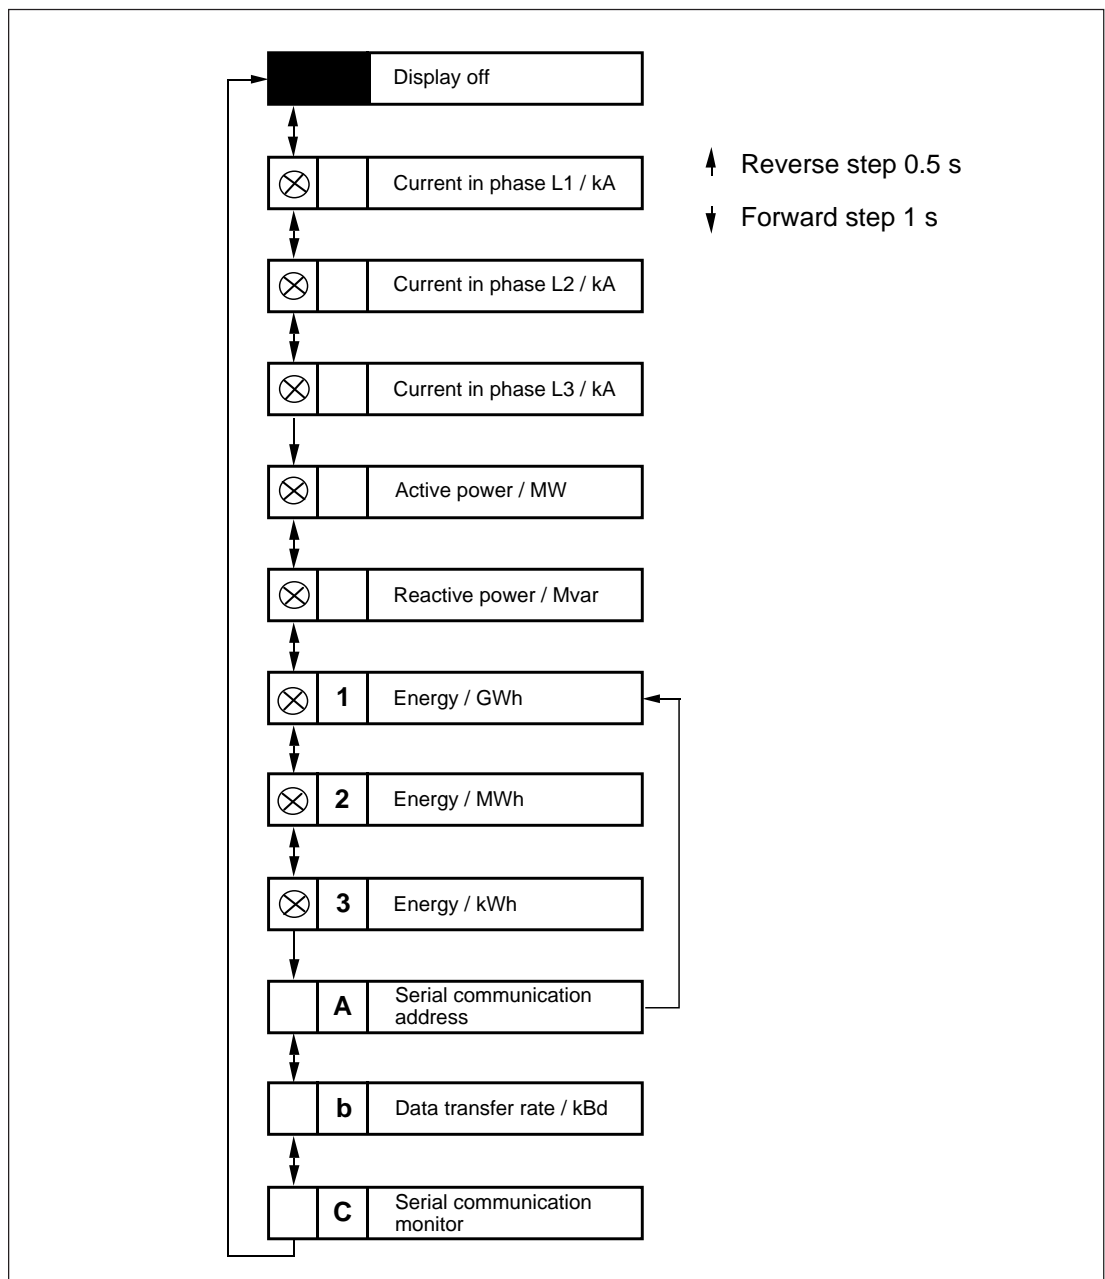 Display off
Current in phase L1 / kA
Reverse step 0.5 s
Forward step 1 s
Current in phase L2 / kA
Current in phase L3 / kA
Active power / MW
Reactive power / Mvar
1 Energy / GWh
2 Energy / MWh
3 Energy / kWh
A Serial communication
address
b Data transfer rate / kBd
C Serial communication
monitor